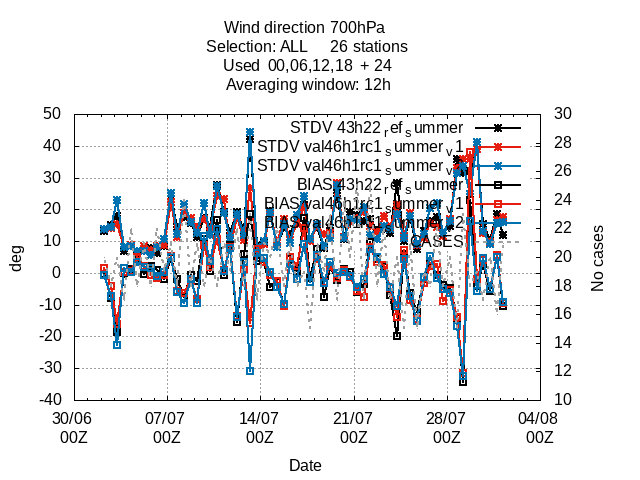 Wind direction 700hPa
Selection: ALL 26 stations
Used 00,06,12,18 + 24
Averaging window: 12h
50 30
40 28
30 26
20 24
10 22
0 20
-10 18
-20 16
-30 14
-40 12
10
deg
No cases
STDV 43h22_ref_summer
STDV val46h1rc1_summer_v1
STDV val46h1rc1_summer_v2
BIAS 43h22_ref_summer
BIAS val46h1rc1_summer_v1
BIAS val46h1rc1_summer_v2
CASES
30/06 07/07 14/07 21/07 28/07 04/08
00Z 00Z 00Z 00Z 00Z 00Z
Date